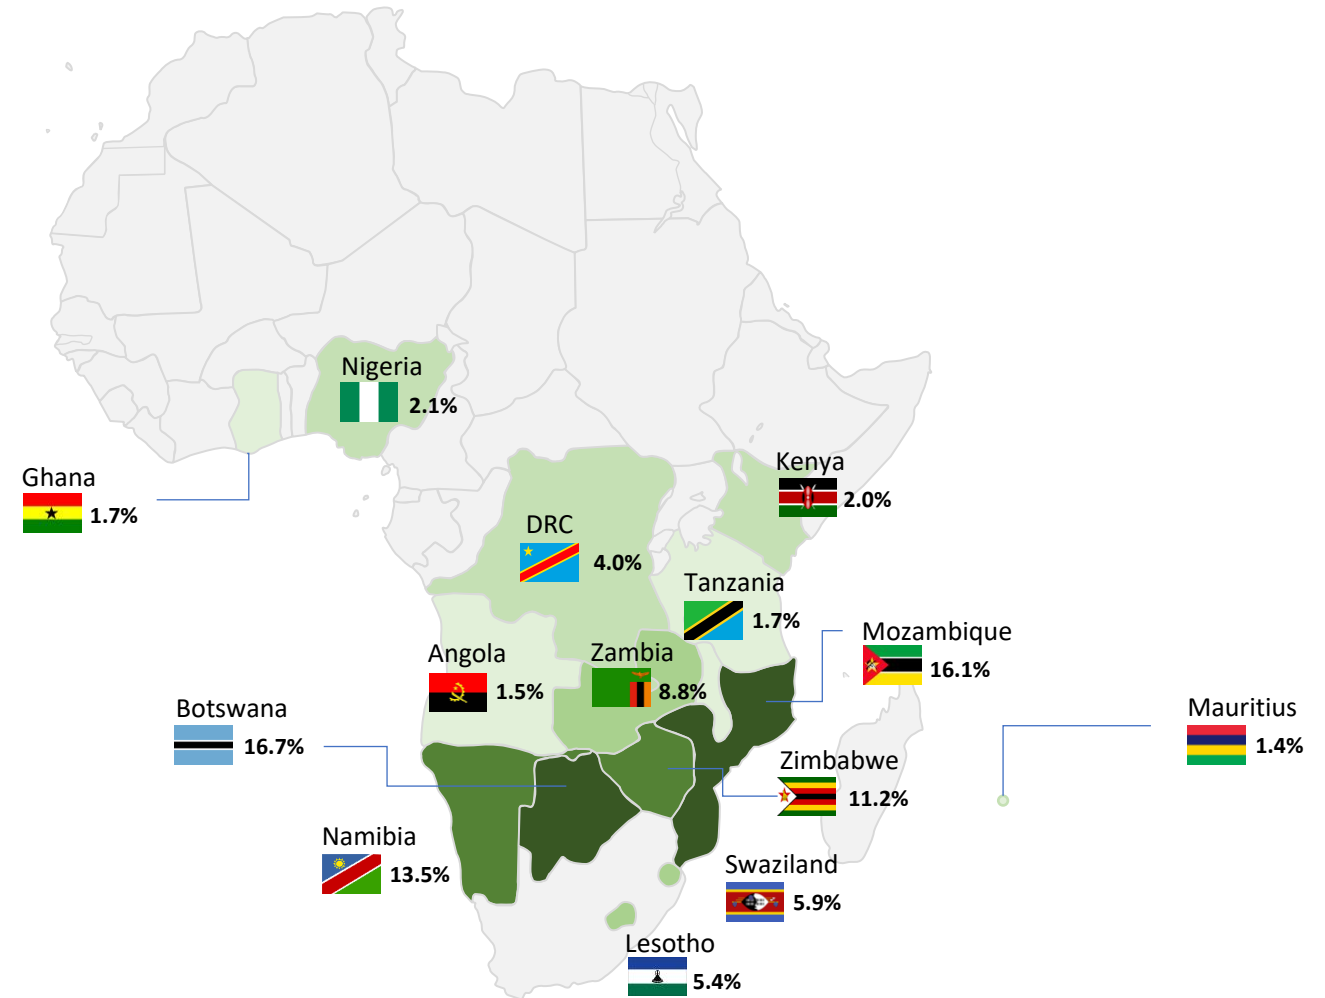 Nigeria
2.1%
Ghana
1.7%
Kenya
2.0%
DRC
4.0%
Tanzania
1.7%
Mozambique
16.1%
Angola
1.5%
Zambia
8.8%
Botswana
16.7%
Mauritius
1.4%
Zimbabwe
11.2%
Namibia
13.5%
Swaziland
5.9%
Lesotho
5.4%